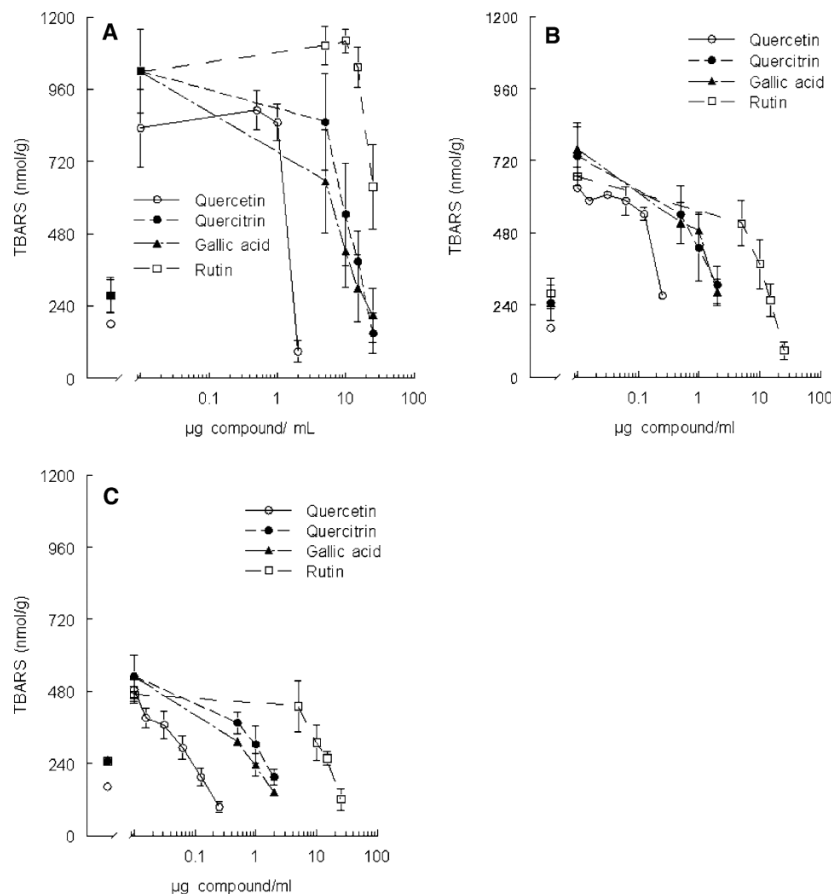 A
1200
960
720
480
240
0
TBARS (nmol/g)
Quercetin
Quercitrin
Gallic acid
Rutin
0.1
1
10
100
µg compound/ mL
B
1200
960
720
480
240
0
TBARS (nmol/g)
Quercetin
Quercitrin
Gallic acid
Rutin
0.1
1
10
100
µg compound/ml
C
1200
960
720
480
240
0
TBARS (nmol/g)
Quercetin
Quercitrin
Gallic acid
Rutin
0.1
1
10
100
µg compound/ml